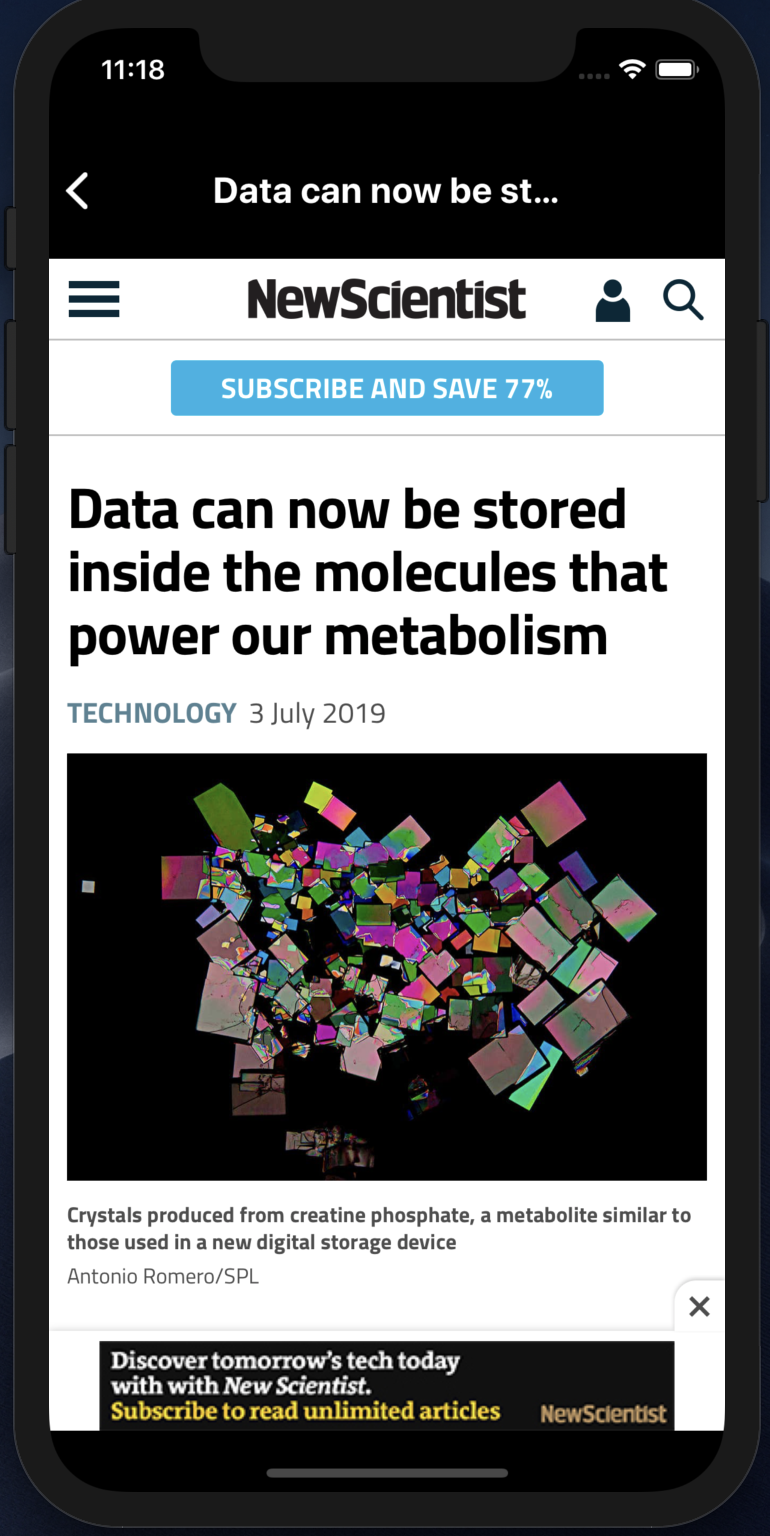 11:18
Data can now be st...
NewScientist
SUBSCRIBE AND SAVE 77%
Data can now be stored
inside the molecules that
power our metabolism
TECHNOLOGY 3 July 2019
Crystals produced from creatine phosphate, a metabolite similar to
those used in a new digital storage device
Antonio Romero/SPL
Discover tomorrow's tech today
with with New Scientist.
Subscribe to read unlimited articles
NewScientist